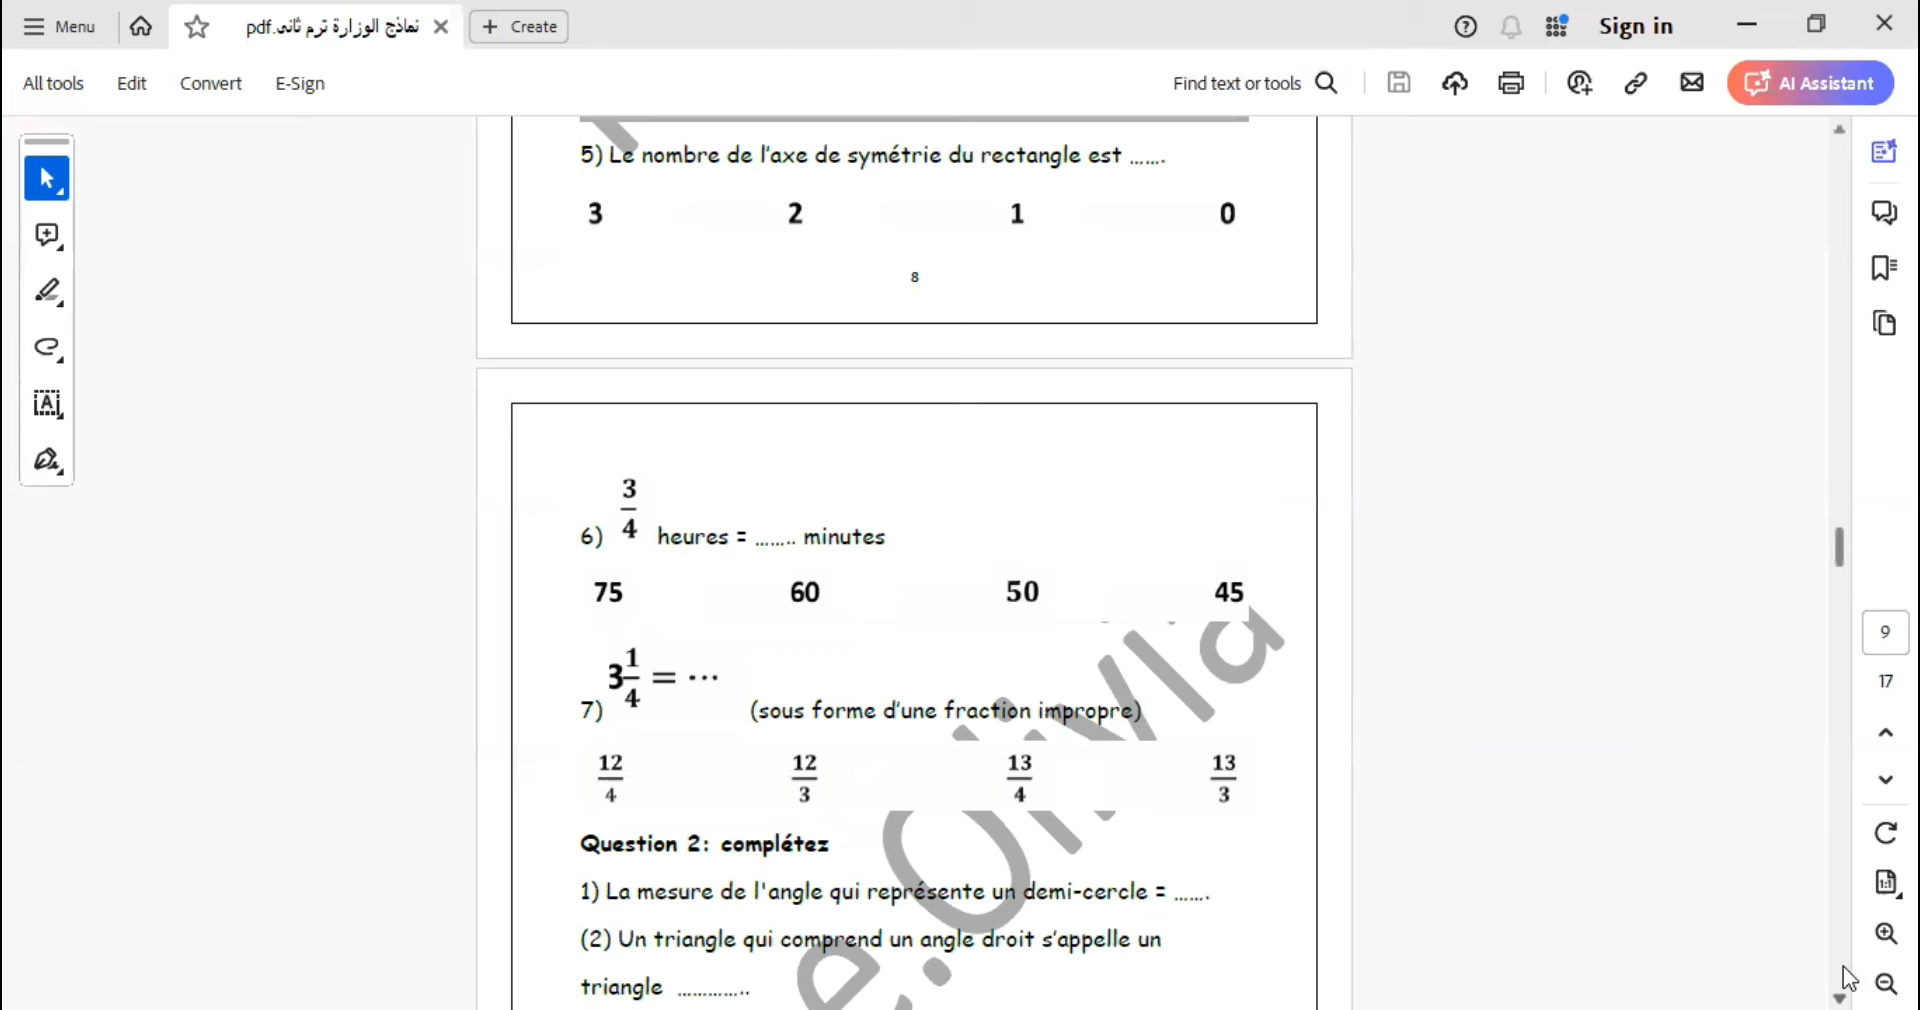 Menu
نماذج الوزارة ترم ثانى.pdf
Create
Sign in
All tools
Edit
Convert
E-Sign
Find text or tools
AI Assistant
5) Le nombre de l'axe de symétrie du rectangle est .......
3 2 1 0
8
6) 3/4 heures = ........ minutes
75 60 50 45
7) 3 1/4 = ⋯ (sous forme d'une fraction impropre)
12/4 12/3 13/4 13/3
Question 2: complétez
1) La mesure de l'angle qui représente un demi-cercle = .......
(2) Un triangle qui comprend un angle droit s'appelle un
triangle ..............
9
17